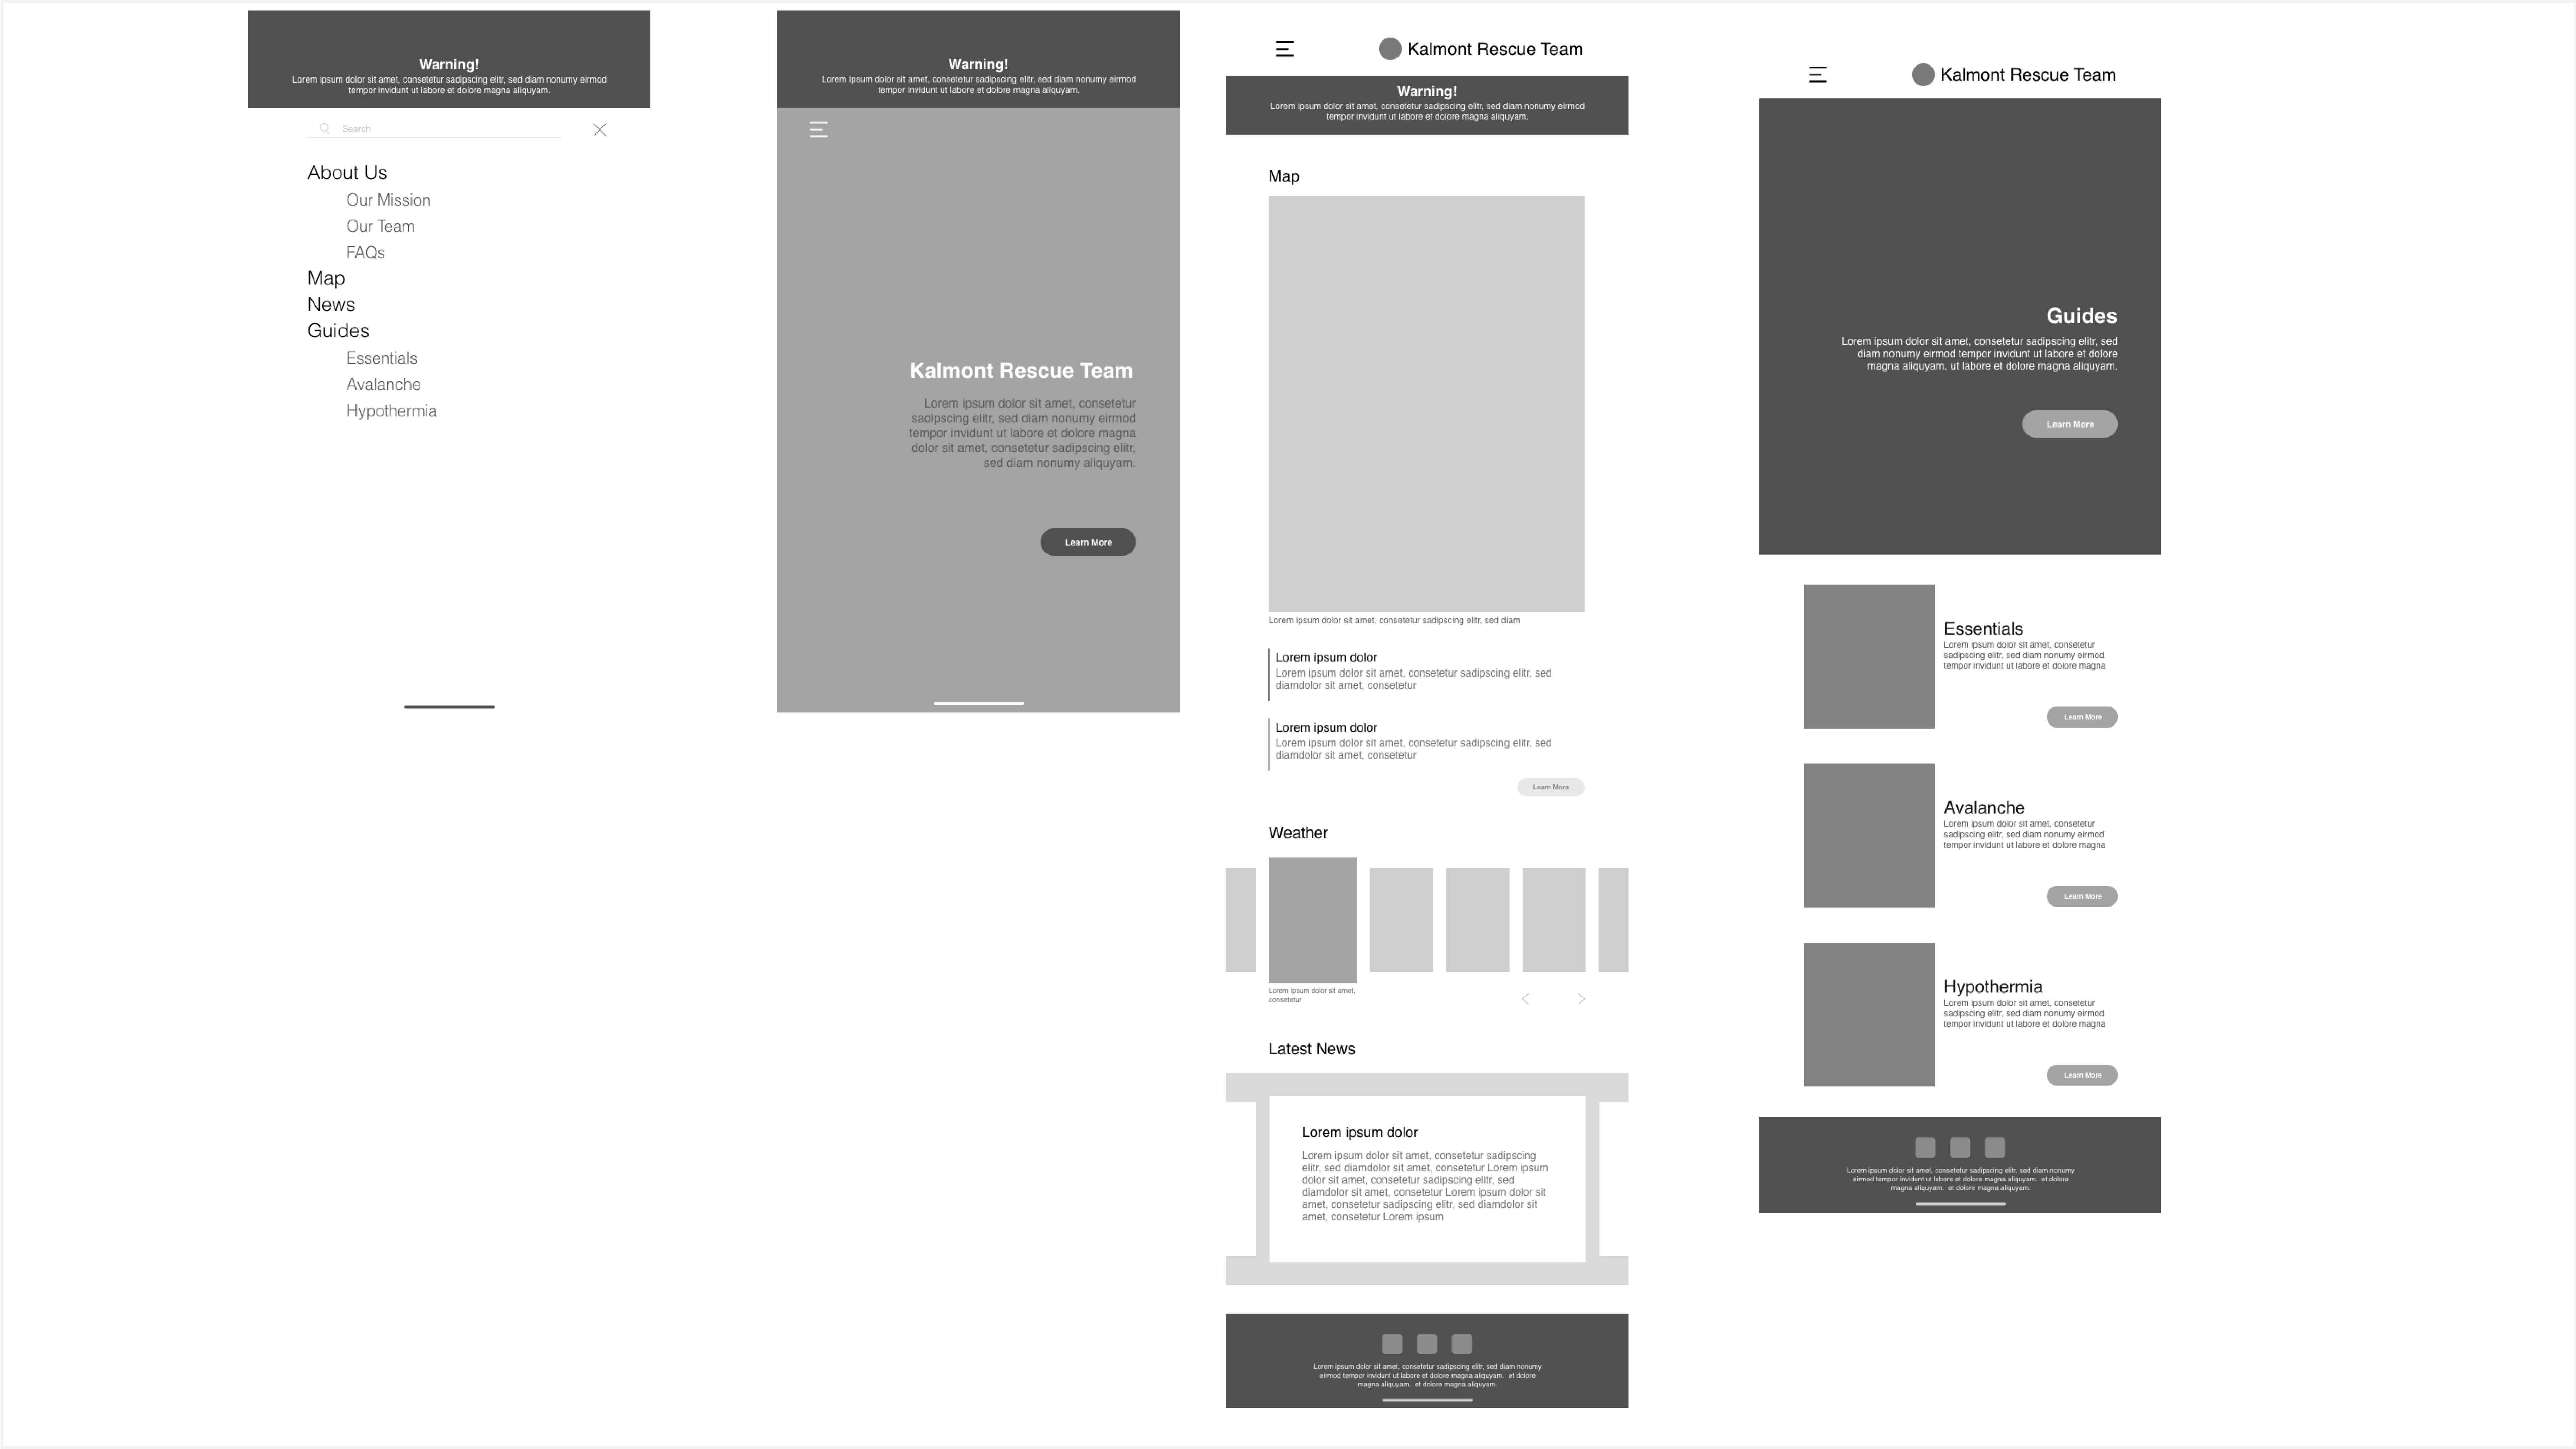 Warning!
Lorem ipsum dolor sit amet, consetetur sadipscing elitr, sed diam nonumy eirmod
tempor invidunt ut labore et dolore magna aliquyam.
Search
About Us
Our Mission
Our Team
FAQs
Map
News
Guides
Essentials
Avalanche
Hypothermia
Warning!
Lorem ipsum dolor sit amet, consetetur sadipscing elitr, sed diam nonumy eirmod
tempor invidunt ut labore et dolore magna aliquyam.
Kalmont Rescue Team
Lorem ipsum dolor sit amet, consetetur
sadipscing elitr, sed diam nonumy eirmod
tempor invidunt ut labore et dolore magna
dolor sit amet, consetetur sadipscing elitr,
sed diam nonumy aliquyam.
Learn More
Kalmont Rescue Team
Warning!
Lorem ipsum dolor sit amet, consetetur sadipscing elitr, sed diam nonumy eirmod
tempor invidunt ut labore et dolore magna aliquyam.
Map
Lorem ipsum dolor sit amet, consetetur sadipscing elitr, sed diam
Lorem ipsum dolor
Lorem ipsum dolor sit amet, consetetur sadipscing elitr, sed
diamdolor sit amet, consetetur
Lorem ipsum dolor
Lorem ipsum dolor sit amet, consetetur sadipscing elitr, sed
diamdolor sit amet, consetetur
Learn More
Weather
Lorem ipsum dolor sit amet,
consetetur
Latest News
Lorem ipsum dolor
Lorem ipsum dolor sit amet, consetetur sadipscing
elitr, sed diamdolor sit amet, consetetur Lorem ipsum
dolor sit amet, consetetur sadipscing elitr, sed
diamdolor sit amet, consetetur Lorem ipsum dolor sit
amet, consetetur sadipscing elitr, sed diamdolor sit
amet, consetetur Lorem ipsum
Lorem ipsum dolor sit amet, consetetur sadipscing elitr, sed diam nonumy
eirmod tempor invidunt ut labore et dolore magna aliquyam. et dolore
magna aliquyam. et dolore magna aliquyam.
Kalmont Rescue Team
Guides
Lorem ipsum dolor sit amet, consetetur sadipscing elitr, sed
diam nonumy eirmod tempor invidunt ut labore et dolore
magna aliquyam. ut labore et dolore magna aliquyam.
Learn More
Essentials
Lorem ipsum dolor sit amet, consetetur
sadipscing elitr, sed diam nonumy eirmod
tempor invidunt ut labore et dolore magna
Learn More
Avalanche
Lorem ipsum dolor sit amet, consetetur
sadipscing elitr, sed diam nonumy eirmod
tempor invidunt ut labore et dolore magna
Learn More
Hypothermia
Lorem ipsum dolor sit amet, consetetur
sadipscing elitr, sed diam nonumy eirmod
tempor invidunt ut labore et dolore magna
Learn More
Lorem ipsum dolor sit amet, consetetur sadipscing elitr, sed diam nonumy
eirmod tempor invidunt ut labore et dolore magna aliquyam. et dolore
magna aliquyam. et dolore magna aliquyam.